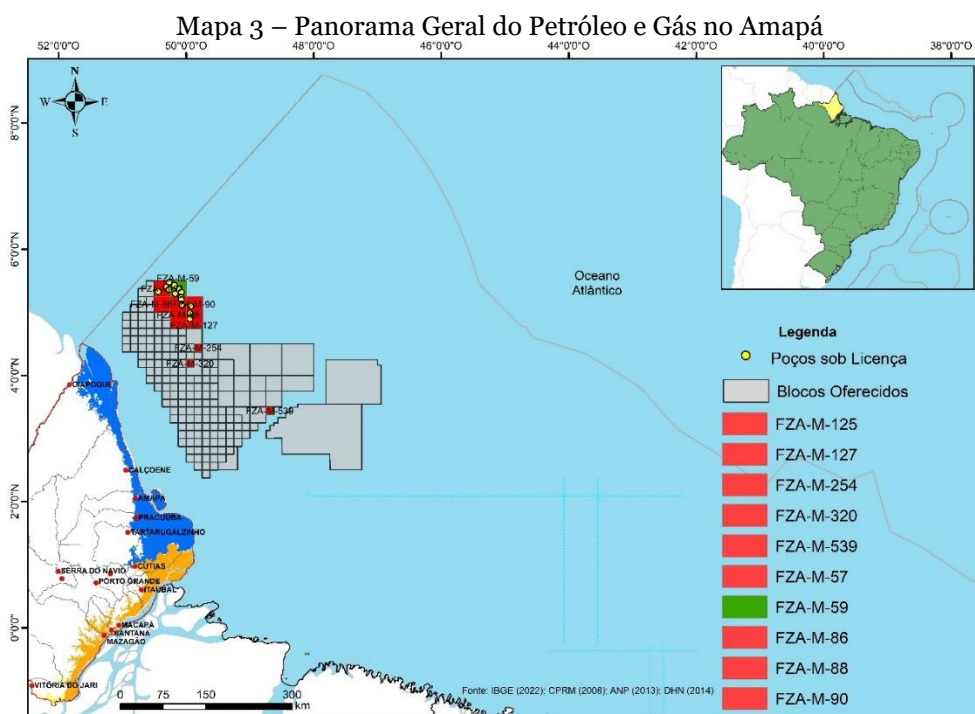 Mapa 3 – Panorama Geral do Petróleo e Gás no Amapá
52°0'0"O 50°0'0"O 48°0'0"O 46°0'0"O 44°0'0"O 42°0'0"O 40°0'0"O 38°0'0"O
N
W E
S
8°0'0"N
6°0'0"N
4°0'0"N
2°0'0"N
0°0'0"
FZA-M-59
FZA-M-86
FZA-M-90
FZA-M-127
FZA-M-254
FZA-M-320
FZA-M-539
Oceano
Atlântico
OIAPOQUE
CALÇOENE
AMAPÁ
PRACUÚBA
TARTARUGALZINHO
CUTIAS
SERRA DO NAVIO
PORTO GRANDE
ITAUBAL
MACAPÁ
SANTANA
MAZAGÃO
VITÓRIA DO JARI
0 75 150 300
km
Legenda
Poços sob Licença
Blocos Oferecidos
FZA-M-125
FZA-M-127
FZA-M-254
FZA-M-320
FZA-M-539
FZA-M-57
FZA-M-59
FZA-M-86
FZA-M-88
FZA-M-90
Fonte: IBGE (2022); CPRM (2006); ANP (2013); DHN (2014)